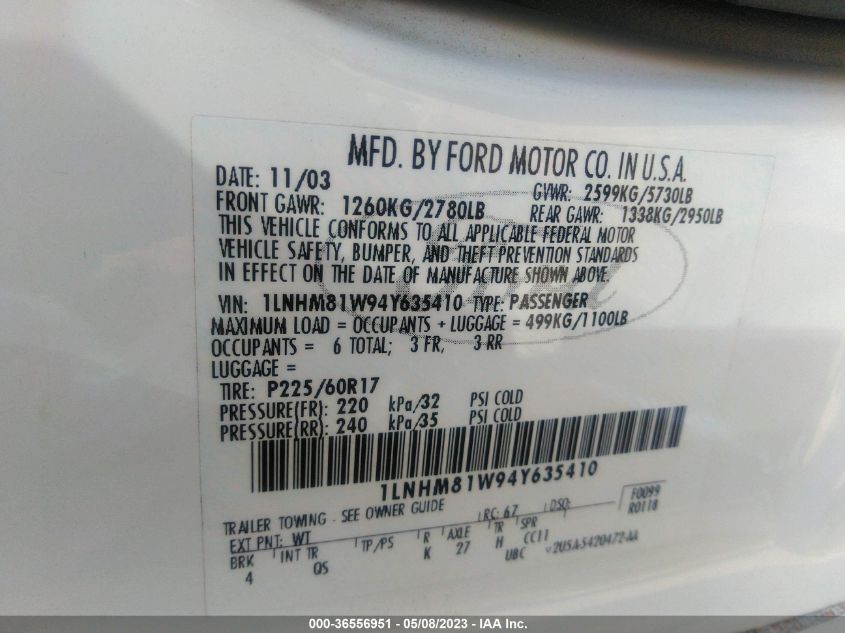 MFD. BY FORD MOTOR CO. IN U.S.A.
DATE: 11/03 GVWR: 2599KG/5730LB
FRONT GAWR: 1260KG/2780LB REAR GAWR: 1338KG/2950LB
THIS VEHICLE CONFORMS TO ALL APPLICABLE FEDERAL MOTOR
VEHICLE SAFETY, BUMPER, AND THEFT PREVENTION STANDARDS
IN EFFECT ON THE DATE OF MANUFACTURE SHOWN ABOVE.
VIN: 1LNHM81W94Y635410 TYPE: PASSENGER
MAXIMUM LOAD = OCCUPANTS + LUGGAGE = 499KG/1100LB
OCCUPANTS = 6 TOTAL; 3 FR, 3 RR
LUGGAGE =
TIRE: P225/60R17
PRESSURE(FR): 220 kPa/32 PSI COLD
PRESSURE(RR): 240 kPa/35 PSI COLD
1LNHM81W94Y635410
TRAILER TOWING - SEE OWNER GUIDE RC: 67 DSO: F0099
EXT PNT: WT R0118
BRK INT TR TP/PS R AXLE TR SPR
4 QS K 27 H CC11
UBC V2U5A-5420472-AA
000-36556951 - 05/08/2023 - COPYRIGHT IAA, Inc.